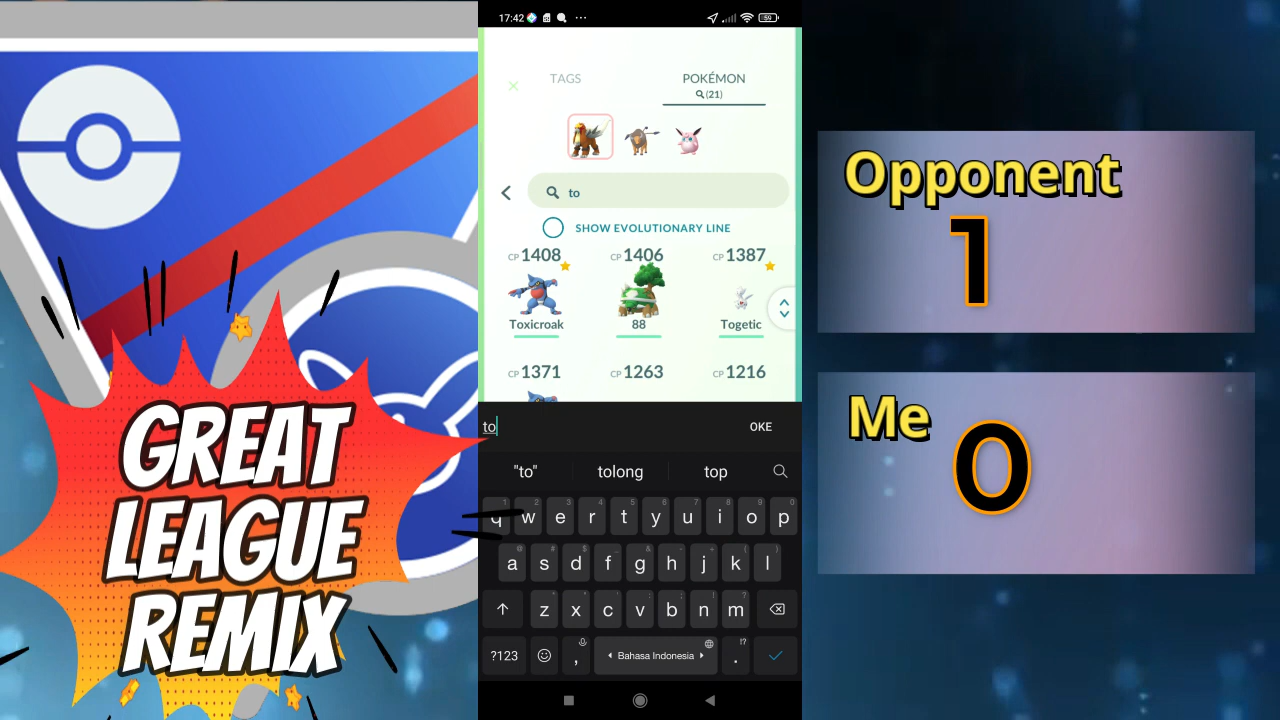 GREAT
LEAGUE
REMIX
17:42
59
TAGS
POKÉMON
(21)
to
SHOW EVOLUTIONARY LINE
CP 1408
CP 1406
CP 1387
Toxicroak
88
Togetic
CP 1371
CP 1263
CP 1216
to
OKE
"to"
tolong
top
q w e r t y u i o p
a s d f g h j k l
z x c v b n m
?123
,
Bahasa Indonesia
.
Opponent
1
Me
0